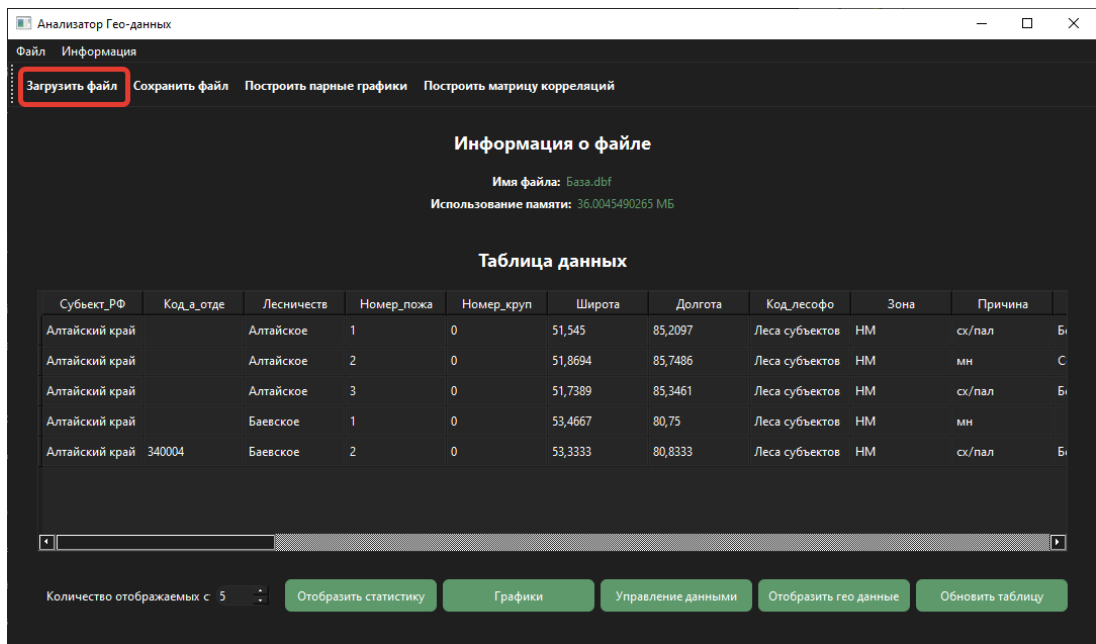 Анализатор Гео-данных
Файл Информация
Загрузить файл Сохранить файл Построить парные графики Построить матрицу корреляций
Информация о файле
Имя файла: База.dbf
Использование памяти: 36.0045490265 МБ
Таблица данных
Субъект_РФ Код_а_отде Лесничеств Номер_пожа Номер_круп Широта Долгота Код_лесофо Зона Причина
Алтайский край Алтайское 1 0 51,545 85,2097 Леса субъектов НМ сх/пал
Алтайский край Алтайское 2 0 51,8694 85,7486 Леса субъектов НМ мн С
Алтайский край Алтайское 3 0 51,7389 85,3461 Леса субъектов НМ сх/пал
Алтайский край Баевское 1 0 53,4667 80,75 Леса субъектов НМ мн
Алтайский край 340004 Баевское 2 0 53,3333 80,8333 Леса субъектов НМ сх/пал
Количество отображаемых с 5 Отобразить статистику Графики Управление данными Отобразить гео данные Обновить таблицу